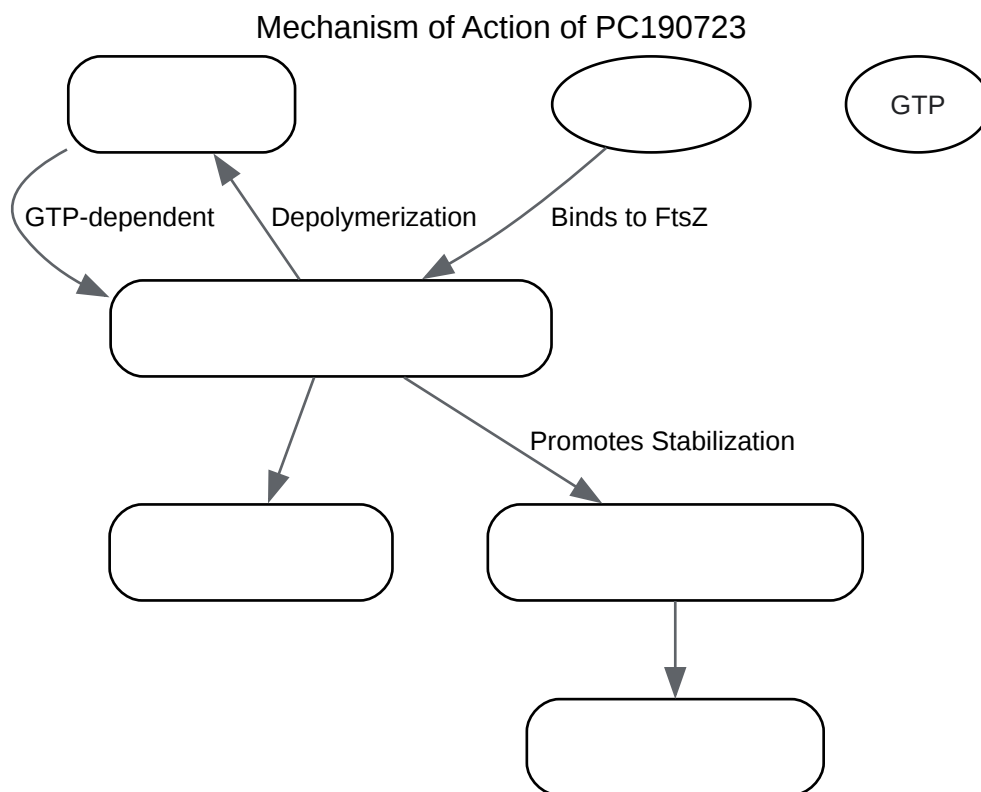 Mechanism of Action of PC190723
GTP
GTP-dependent
Depolymerization
Binds to FtsZ
Promotes Stabilization